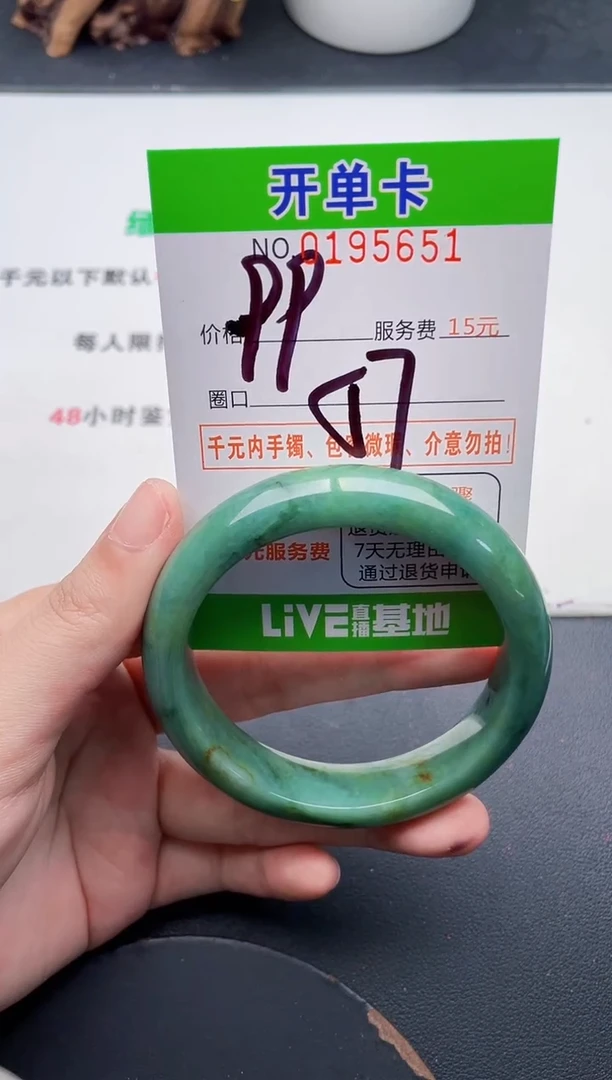 开单卡
NO.0195651
PP
价格 服务费 15元
圈口
千元内手镯、包 微瑕、介意勿拍!
千元以下默认
每人限
48小时鉴
元服务费
7天无理由
通过退货申
LiVE直播基地